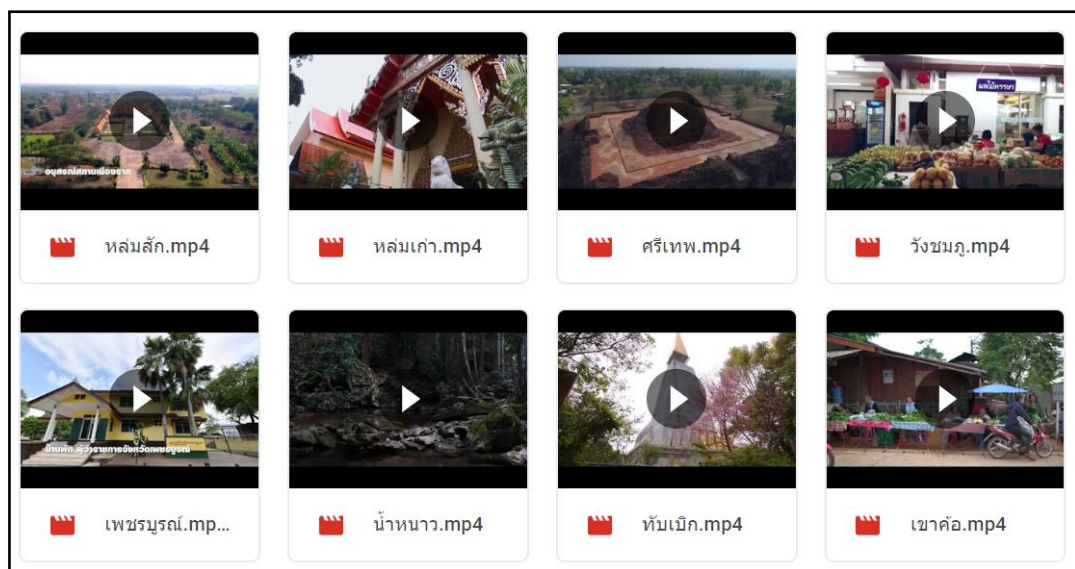 อนุสรณ์สถานเมืองราด
ผลไม้หรรษา
หล่มสัก.mp4
หล่มเก่า.mp4
ศรีเทพ.mp4
วังชมภู.mp4
บ้านพัก ผู้ว่าราชการจังหวัดเพชรบูรณ์
เพชรบูรณ์.mp...
น้ำหนาว.mp4
ทับเบิก.mp4
เขาค้อ.mp4